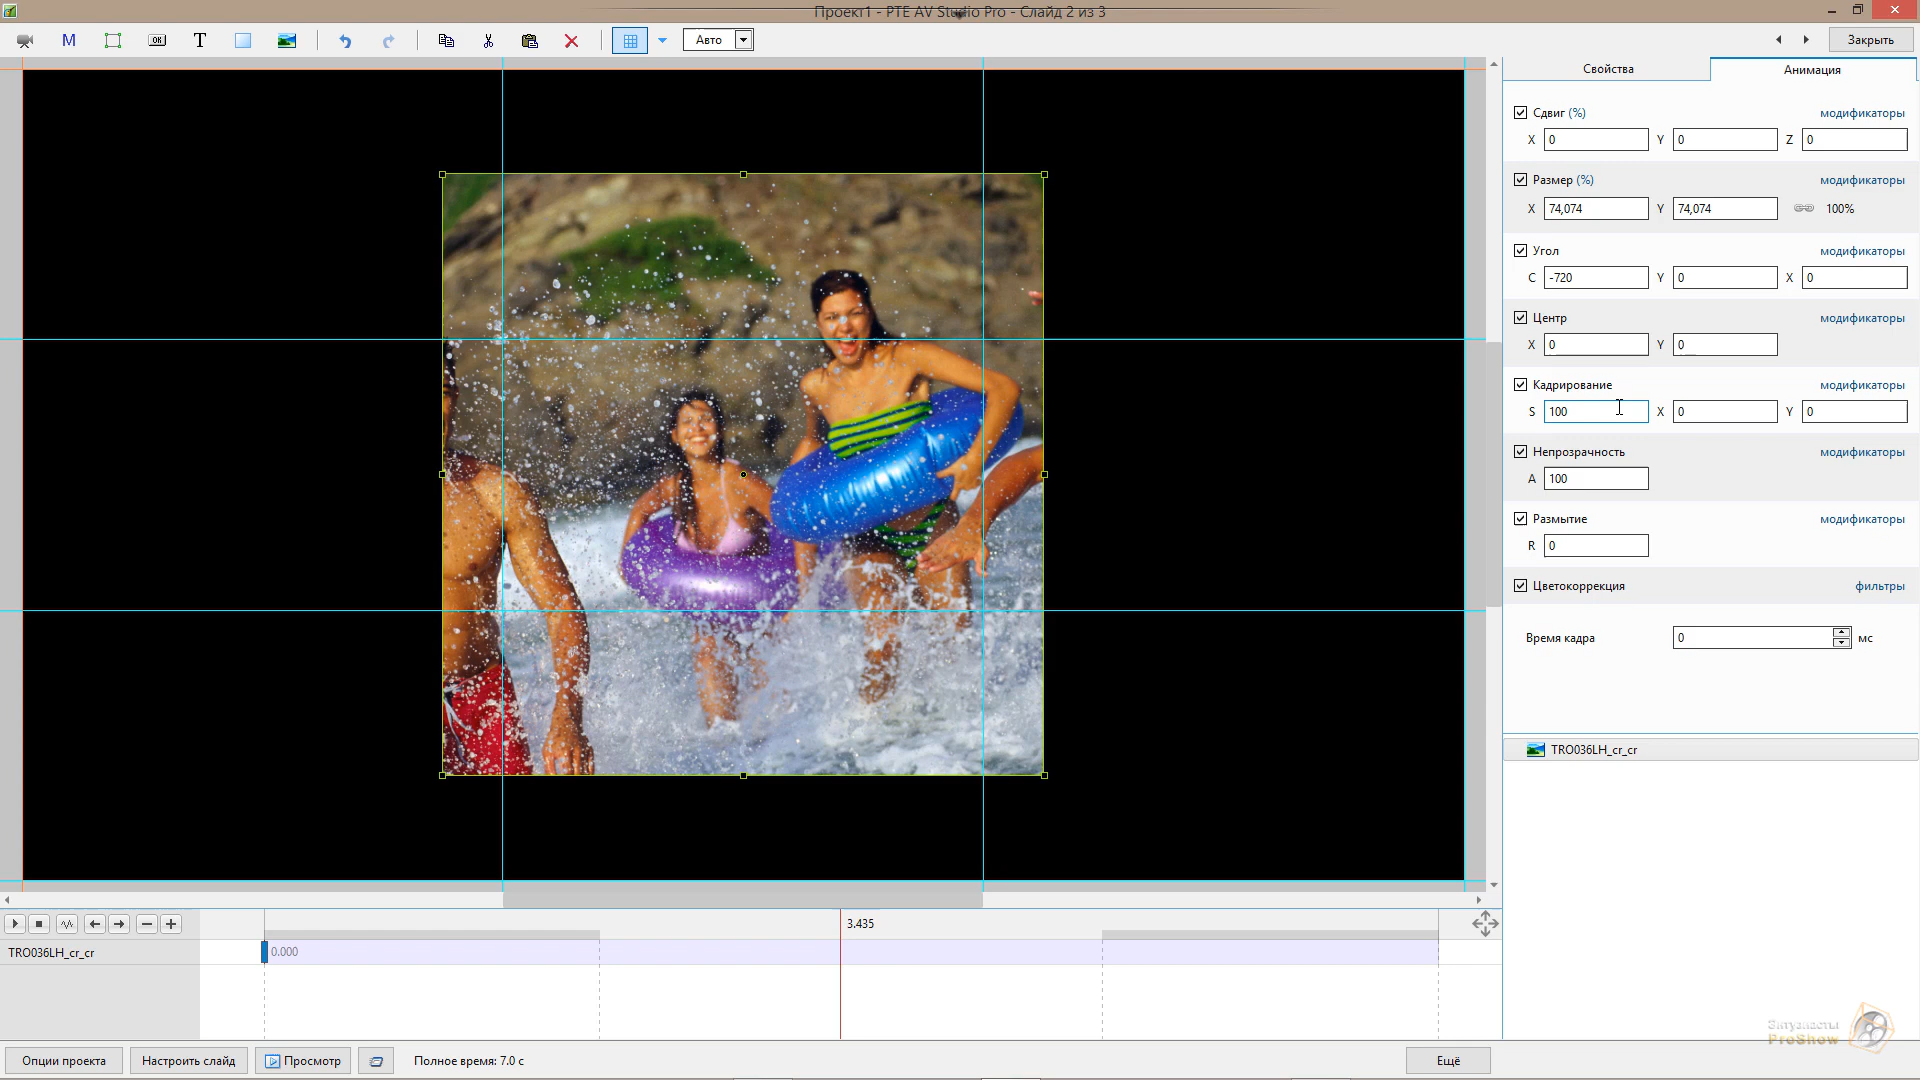 Проект1 - PTE AV Studio Pro - Слайд 2 из 3
M OK T Авто Закрыть
Свойства Анимация
Сдвиг (%) модификаторы
X 0 Y 0 Z 0
Размер (%) модификаторы
X 74,074 Y 74,074 100%
Угол модификаторы
C -720 Y 0 X 0
Центр модификаторы
X 0 Y 0
Кадрирование модификаторы
S 100 X 0 Y 0
Непрозрачность модификаторы
A 100
Размытие модификаторы
R 0
Цветокоррекция фильтры
Время кадра 0 мс
TRO036LH_cr_cr
3.435
TRO036LH_cr_cr 0.000
Энтузиасты
ProShow
Опции проекта Настроить слайд Просмотр Полное время: 7.0 с Ещё